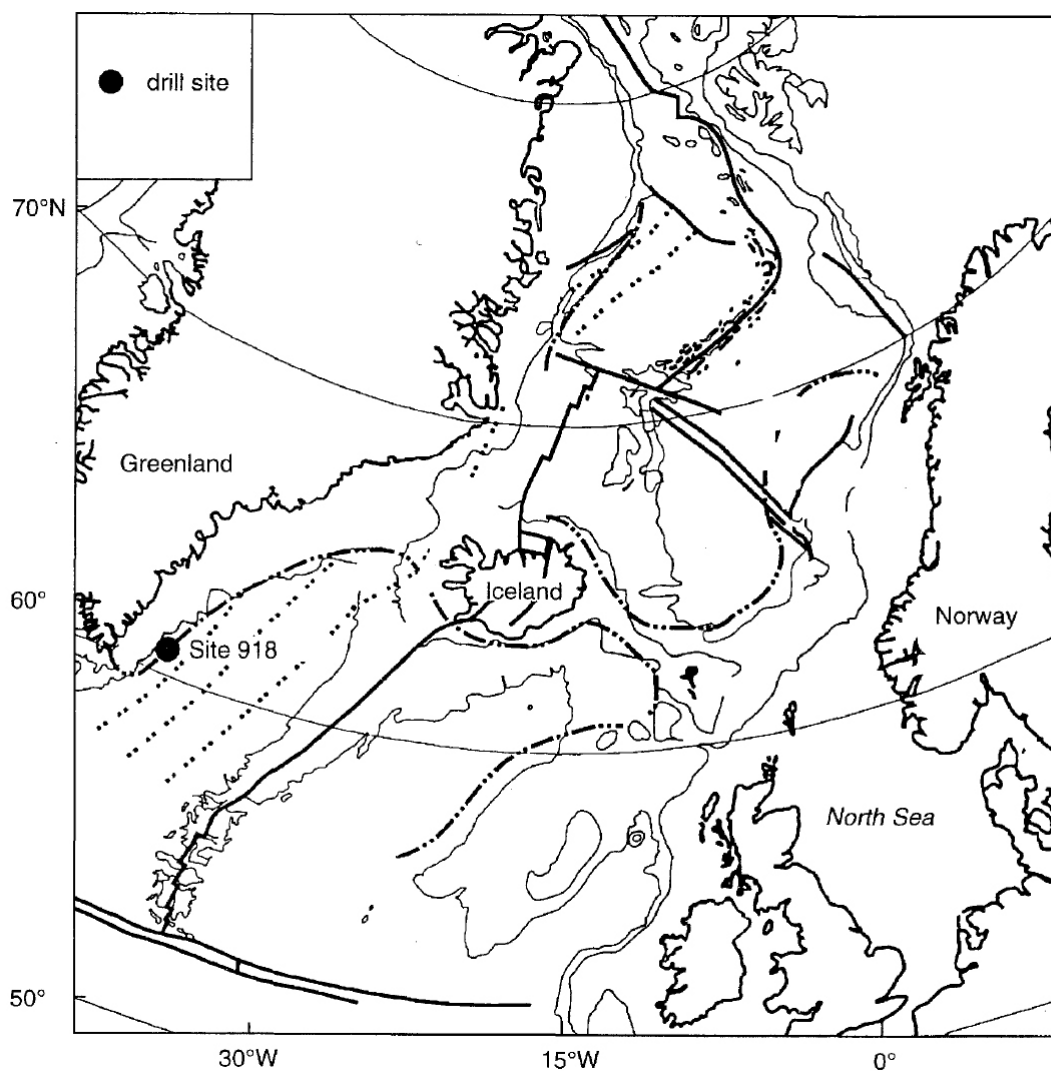 drill site
70°N
Greenland
Iceland
60°
Site 918
Norway
North Sea
50°
30°W
15°W
0°